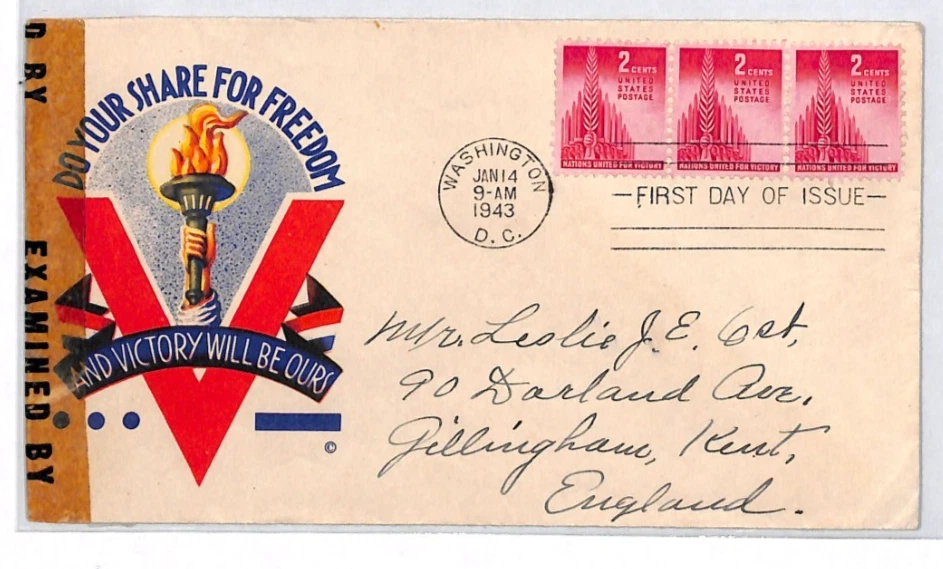 D BY
EXAMINED BY
DO YOUR SHARE FOR FREEDOM
AND VICTORY WILL BE OURS
©
WASHINGTON
JAN 14
9-AM
1943
D. C.
2 CENTS
UNITED
STATES
POSTAGE
NATIONS UNITED FOR VICTORY
2 CENTS
UNITED
STATES
POSTAGE
NATIONS UNITED FOR VICTORY
2 CENTS
UNITED
STATES
POSTAGE
NATIONS UNITED FOR VICTORY
FIRST DAY OF ISSUE
Mr. Leslie J. E.
90 Darland Ave,
Gillingham, Kent,
England.